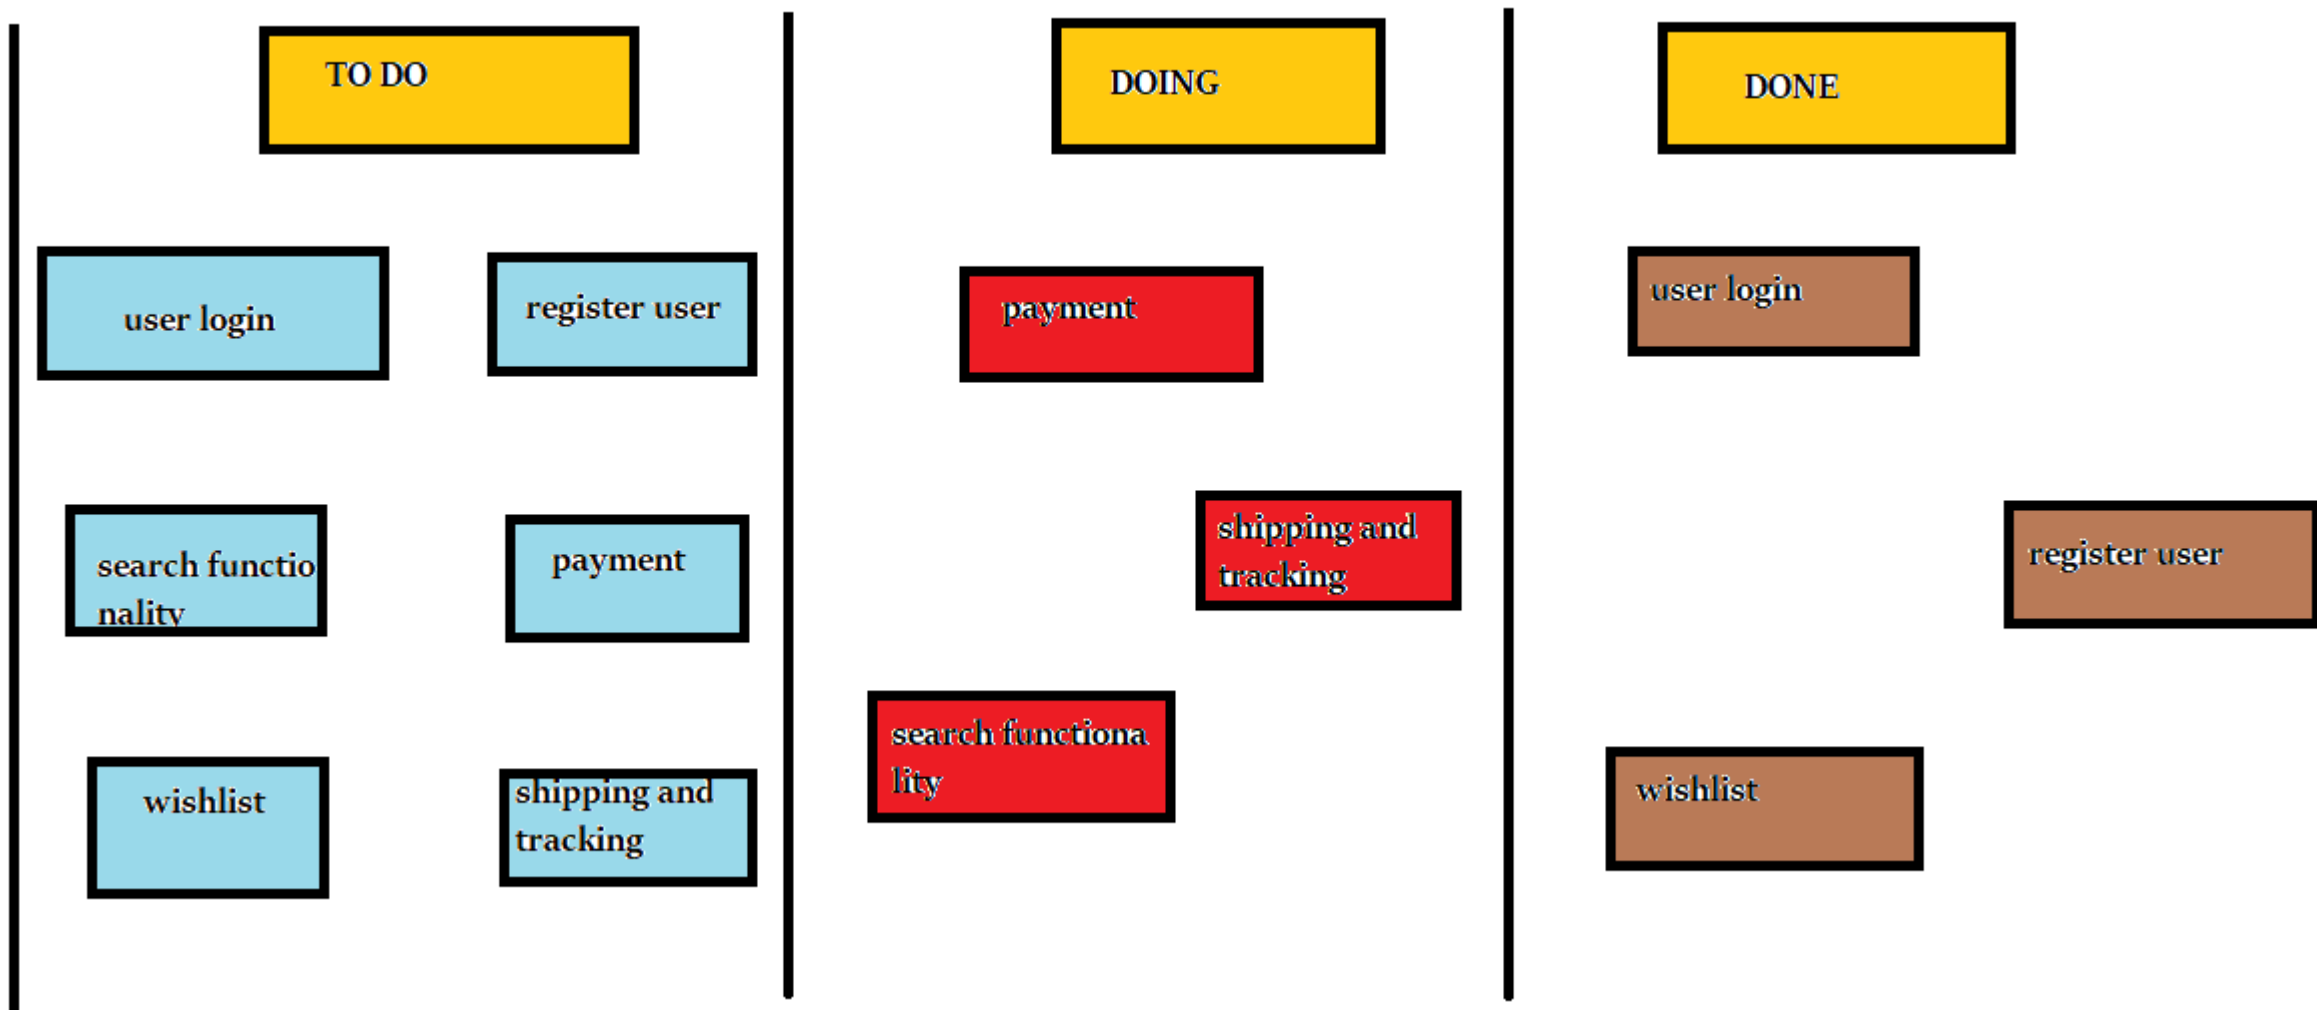 TO DO
user login
register user
search functio
nality
payment
wishlist
shipping and
tracking
DOING
payment
shipping and
tracking
search functiona
lity
DONE
user login
register user
wishlist